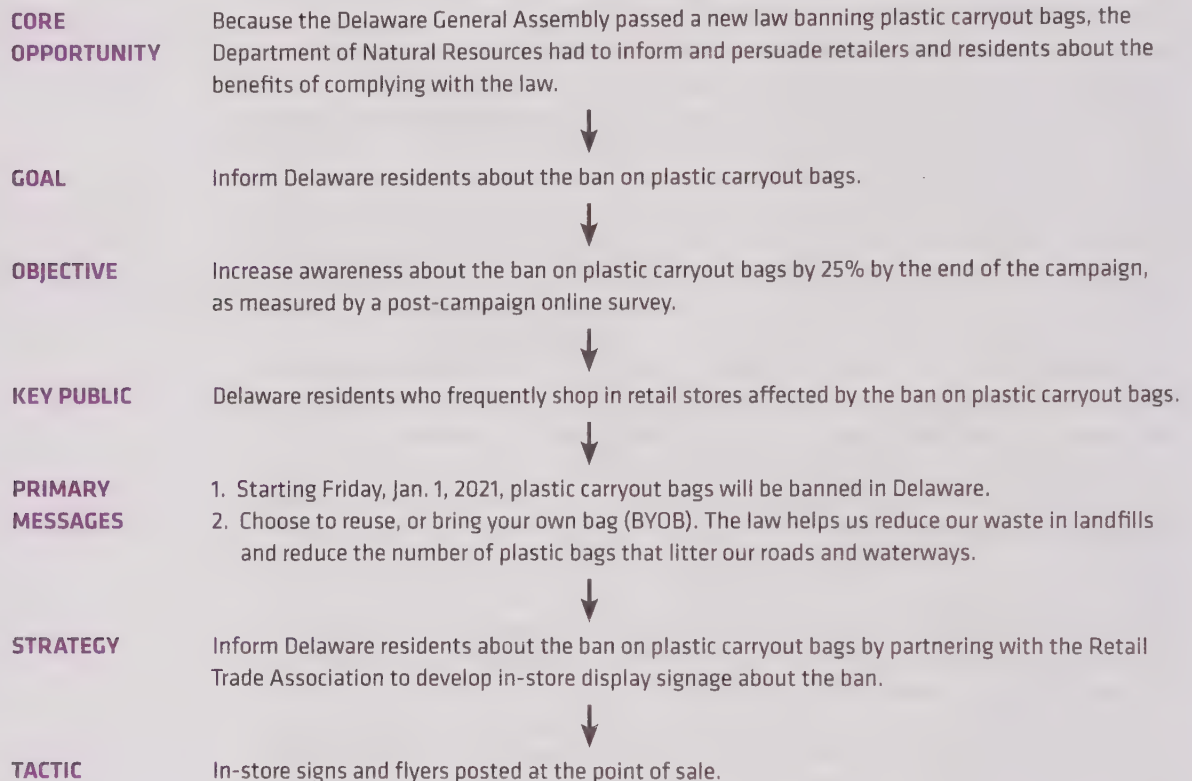 CORE OPPORTUNITY
Because the Delaware General Assembly passed a new law banning plastic carryout bags, the
Department of Natural Resources had to inform and persuade retailers and residents about the
benefits of complying with the law.
GOAL
Inform Delaware residents about the ban on plastic carryout bags.
OBJECTIVE
Increase awareness about the ban on plastic carryout bags by 25% by the end of the campaign,
as measured by a post-campaign online survey.
KEY PUBLIC
Delaware residents who frequently shop in retail stores affected by the ban on plastic carryout bags.
PRIMARY MESSAGES
1. Starting Friday, Jan. 1, 2021, plastic carryout bags will be banned in Delaware.
2. Choose to reuse, or bring your own bag (BYOB). The law helps us reduce our waste in landfills
and reduce the number of plastic bags that litter our roads and waterways.
STRATEGY
Inform Delaware residents about the ban on plastic carryout bags by partnering with the Retail
Trade Association to develop in-store display signage about the ban.
TACTIC
In-store signs and flyers posted at the point of sale.